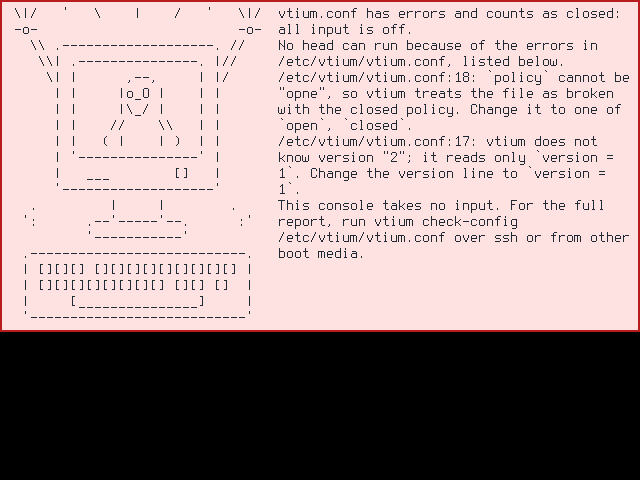 vtium.conf has errors and counts as closed:
all input is off.
No head can run because of the errors in
/etc/vtium/vtium.conf, listed below.
/etc/vtium/vtium.conf:18: `policy` cannot be
"opne", so vtium treats the file as broken
with the closed policy. Change it to one of
`open`, `closed`.
/etc/vtium/vtium.conf:17: vtium does not
know version "2"; it reads only `version =
1`. Change the version line to `version =
1`.
This console takes no input. For the full
report, run vtium check-config
/etc/vtium/vtium.conf over ssh or from other
boot media.